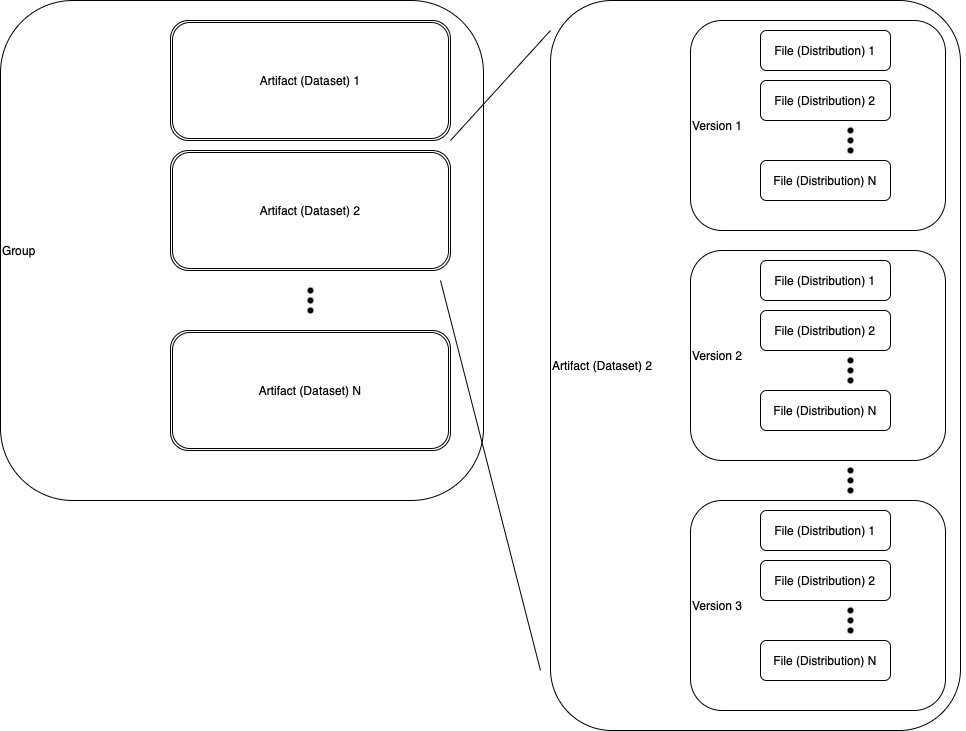 Group
Artifact (Dataset) 1
Artifact (Dataset) 2
Artifact (Dataset) N
Artifact (Dataset) 2
Version 1
File (Distribution) 1
File (Distribution) 2
File (Distribution) N
Version 2
File (Distribution) 1
File (Distribution) 2
File (Distribution) N
Version 3
File (Distribution) 1
File (Distribution) 2
File (Distribution) N